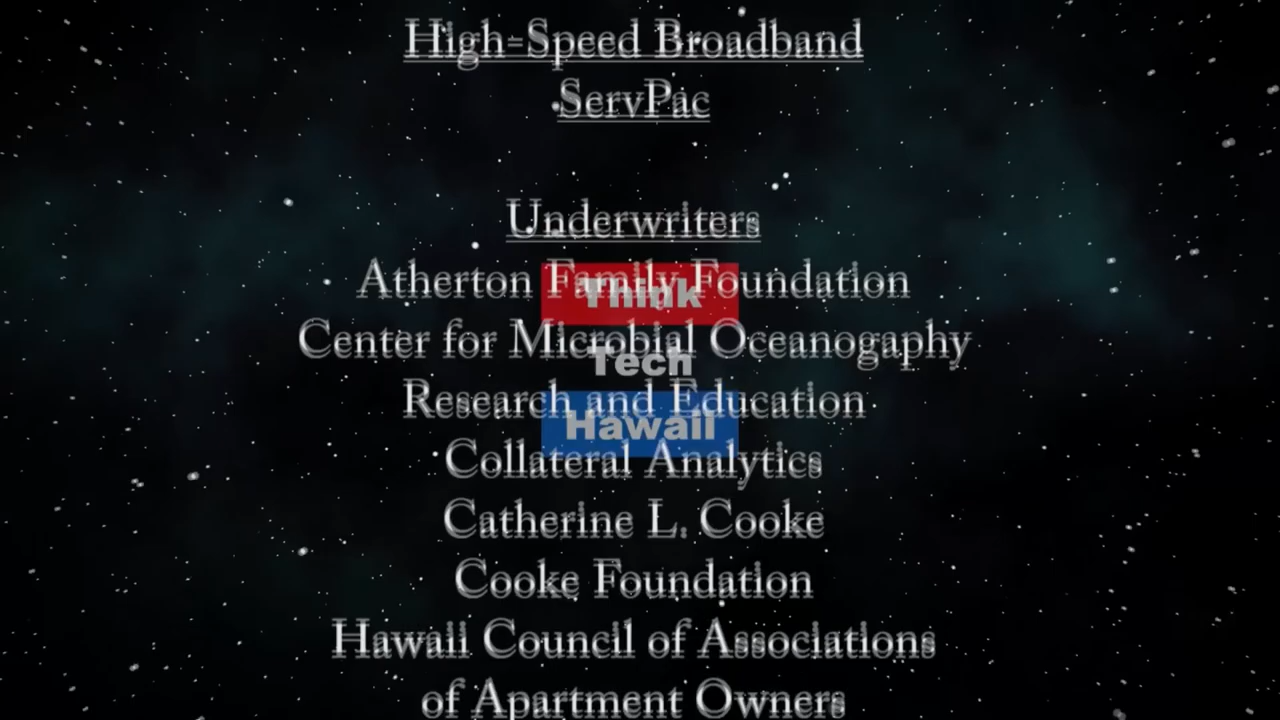 High-Speed Broadband
ServPac
Underwriters
Atherton Family Foundation
Think
Center for Microbial Oceanogaphy
Tech
Research and Education
Hawaii
Collateral Analytics
Catherine L. Cooke
Cooke Foundation
Hawaii Council of Associations
of Apartment Owners